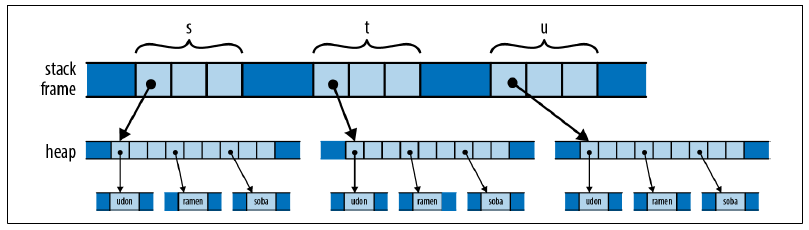 s t u
stack
frame
heap
udon ramen soba udon ramen soba udon ramen soba